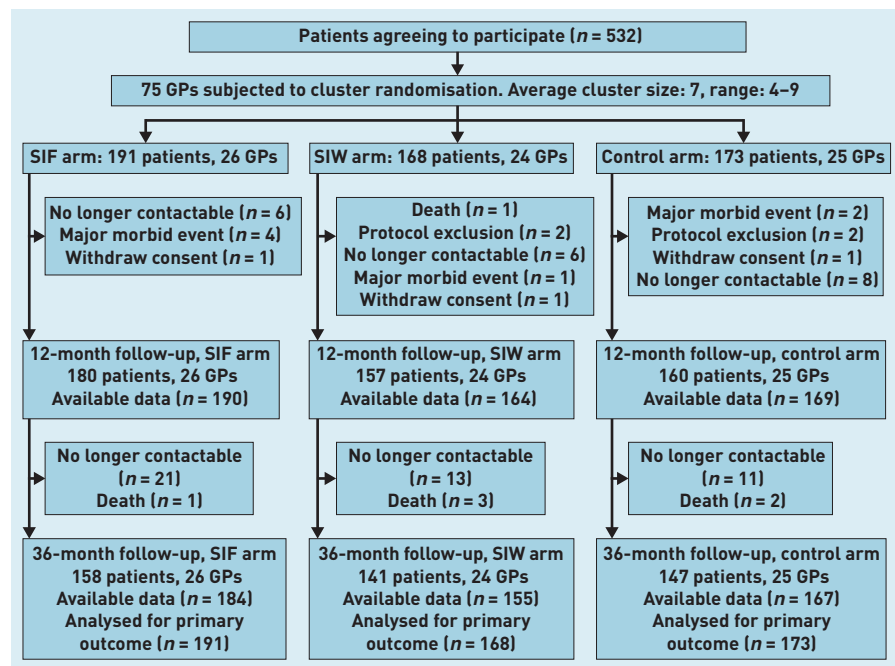 Patients agreeing to participate (n = 532)
75 GPs subjected to cluster randomisation. Average cluster size: 7, range: 4–9
SIF arm: 191 patients, 26 GPs
SIW arm: 168 patients, 24 GPs
Control arm: 173 patients, 25 GPs
No longer contactable (n = 6)
Major morbid event (n = 4)
Withdraw consent (n = 1)
Death (n = 1)
Protocol exclusion (n = 2)
No longer contactable (n = 6)
Major morbid event (n = 1)
Withdraw consent (n = 1)
Major morbid event (n = 2)
Protocol exclusion (n = 2)
Withdraw consent (n = 1)
No longer contactable (n = 8)
12-month follow-up, SIF arm
180 patients, 26 GPs
Available data (n = 190)
12-month follow-up, SIW arm
157 patients, 24 GPs
Available data (n = 164)
12-month follow-up, control arm
160 patients, 25 GPs
Available data (n = 169)
No longer contactable
(n = 21)
Death (n = 1)
No longer contactable
(n = 13)
Death (n = 3)
No longer contactable
(n = 11)
Death (n = 2)
36-month follow-up, SIF arm
158 patients, 26 GPs
Available data (n = 184)
Analysed for primary
outcome (n = 191)
36-month follow-up, SIW arm
141 patients, 24 GPs
Available data (n = 155)
Analysed for primary
outcome (n = 168)
36-month follow-up, control arm
147 patients, 25 GPs
Available data (n = 167)
Analysed for primary
outcome (n = 173)